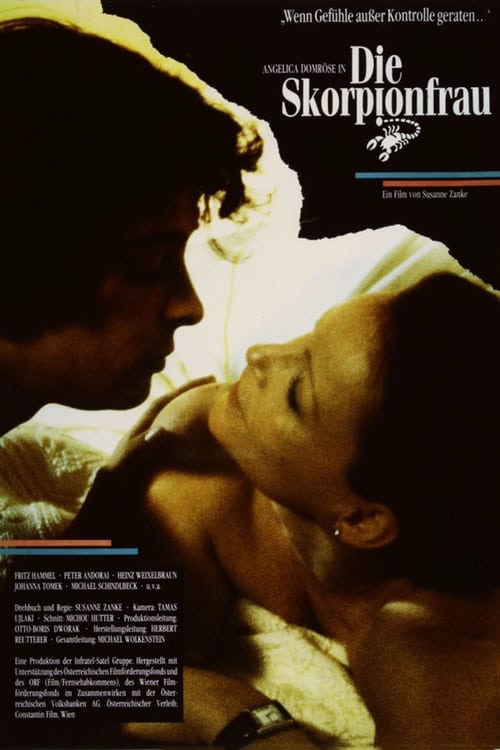 „Wenn Gefühle außer Kontrolle geraten..“
ANGELICA DOMRÖSE IN
Die
Skorpionfrau
Ein Film von Susanne Zanke
FRITZ HAMMEL · PETER ANDORAI · HEINZ WEIXELBRAUN
JOHANNA TOMEK · MICHAEL SCHINDLBECK · u.v.a.
Drehbuch und Regie: SUSANNE ZANKE · Kamera: TAMAS
UJLAKI · Schnitt: MICHOU HUTTER · Produktionsleitung:
OTTO-BORIS DWORAK · Herstellungsleitung: HERBERT
REUTTERER · Gesamtleitung: MICHAEL WOLKENSTEIN
Eine Produktion der Infratel-Satel Gruppe. Hergestellt mit
Unterstützung des Österreichischen Filmförderungsfonds und
des ORF (Film/Fernsehabkommens), des Wiener Film-
förderungsfonds im Zusammenwirken mit der Öster-
reichischen Volksbanken AG. Österreichischer Verleih:
Constantin Film, Wien